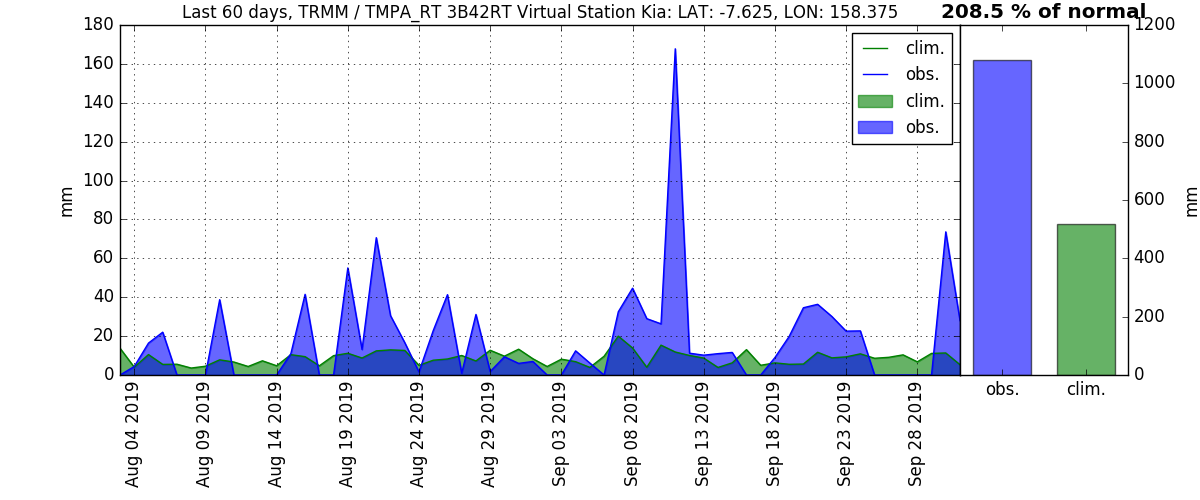 Last 60 days, TRMM / TMPA_RT 3B42RT Virtual Station Kia: LAT: -7.625, LON: 158.375
208.5 % of normal
180
160
140
120
100
80
60
40
20
0
mm
clim.
obs.
clim.
obs.
1200
1000
800
600
400
200
0
mm
Aug 04 2019
Aug 09 2019
Aug 14 2019
Aug 19 2019
Aug 24 2019
Aug 29 2019
Sep 03 2019
Sep 08 2019
Sep 13 2019
Sep 18 2019
Sep 23 2019
Sep 28 2019
obs.
clim.